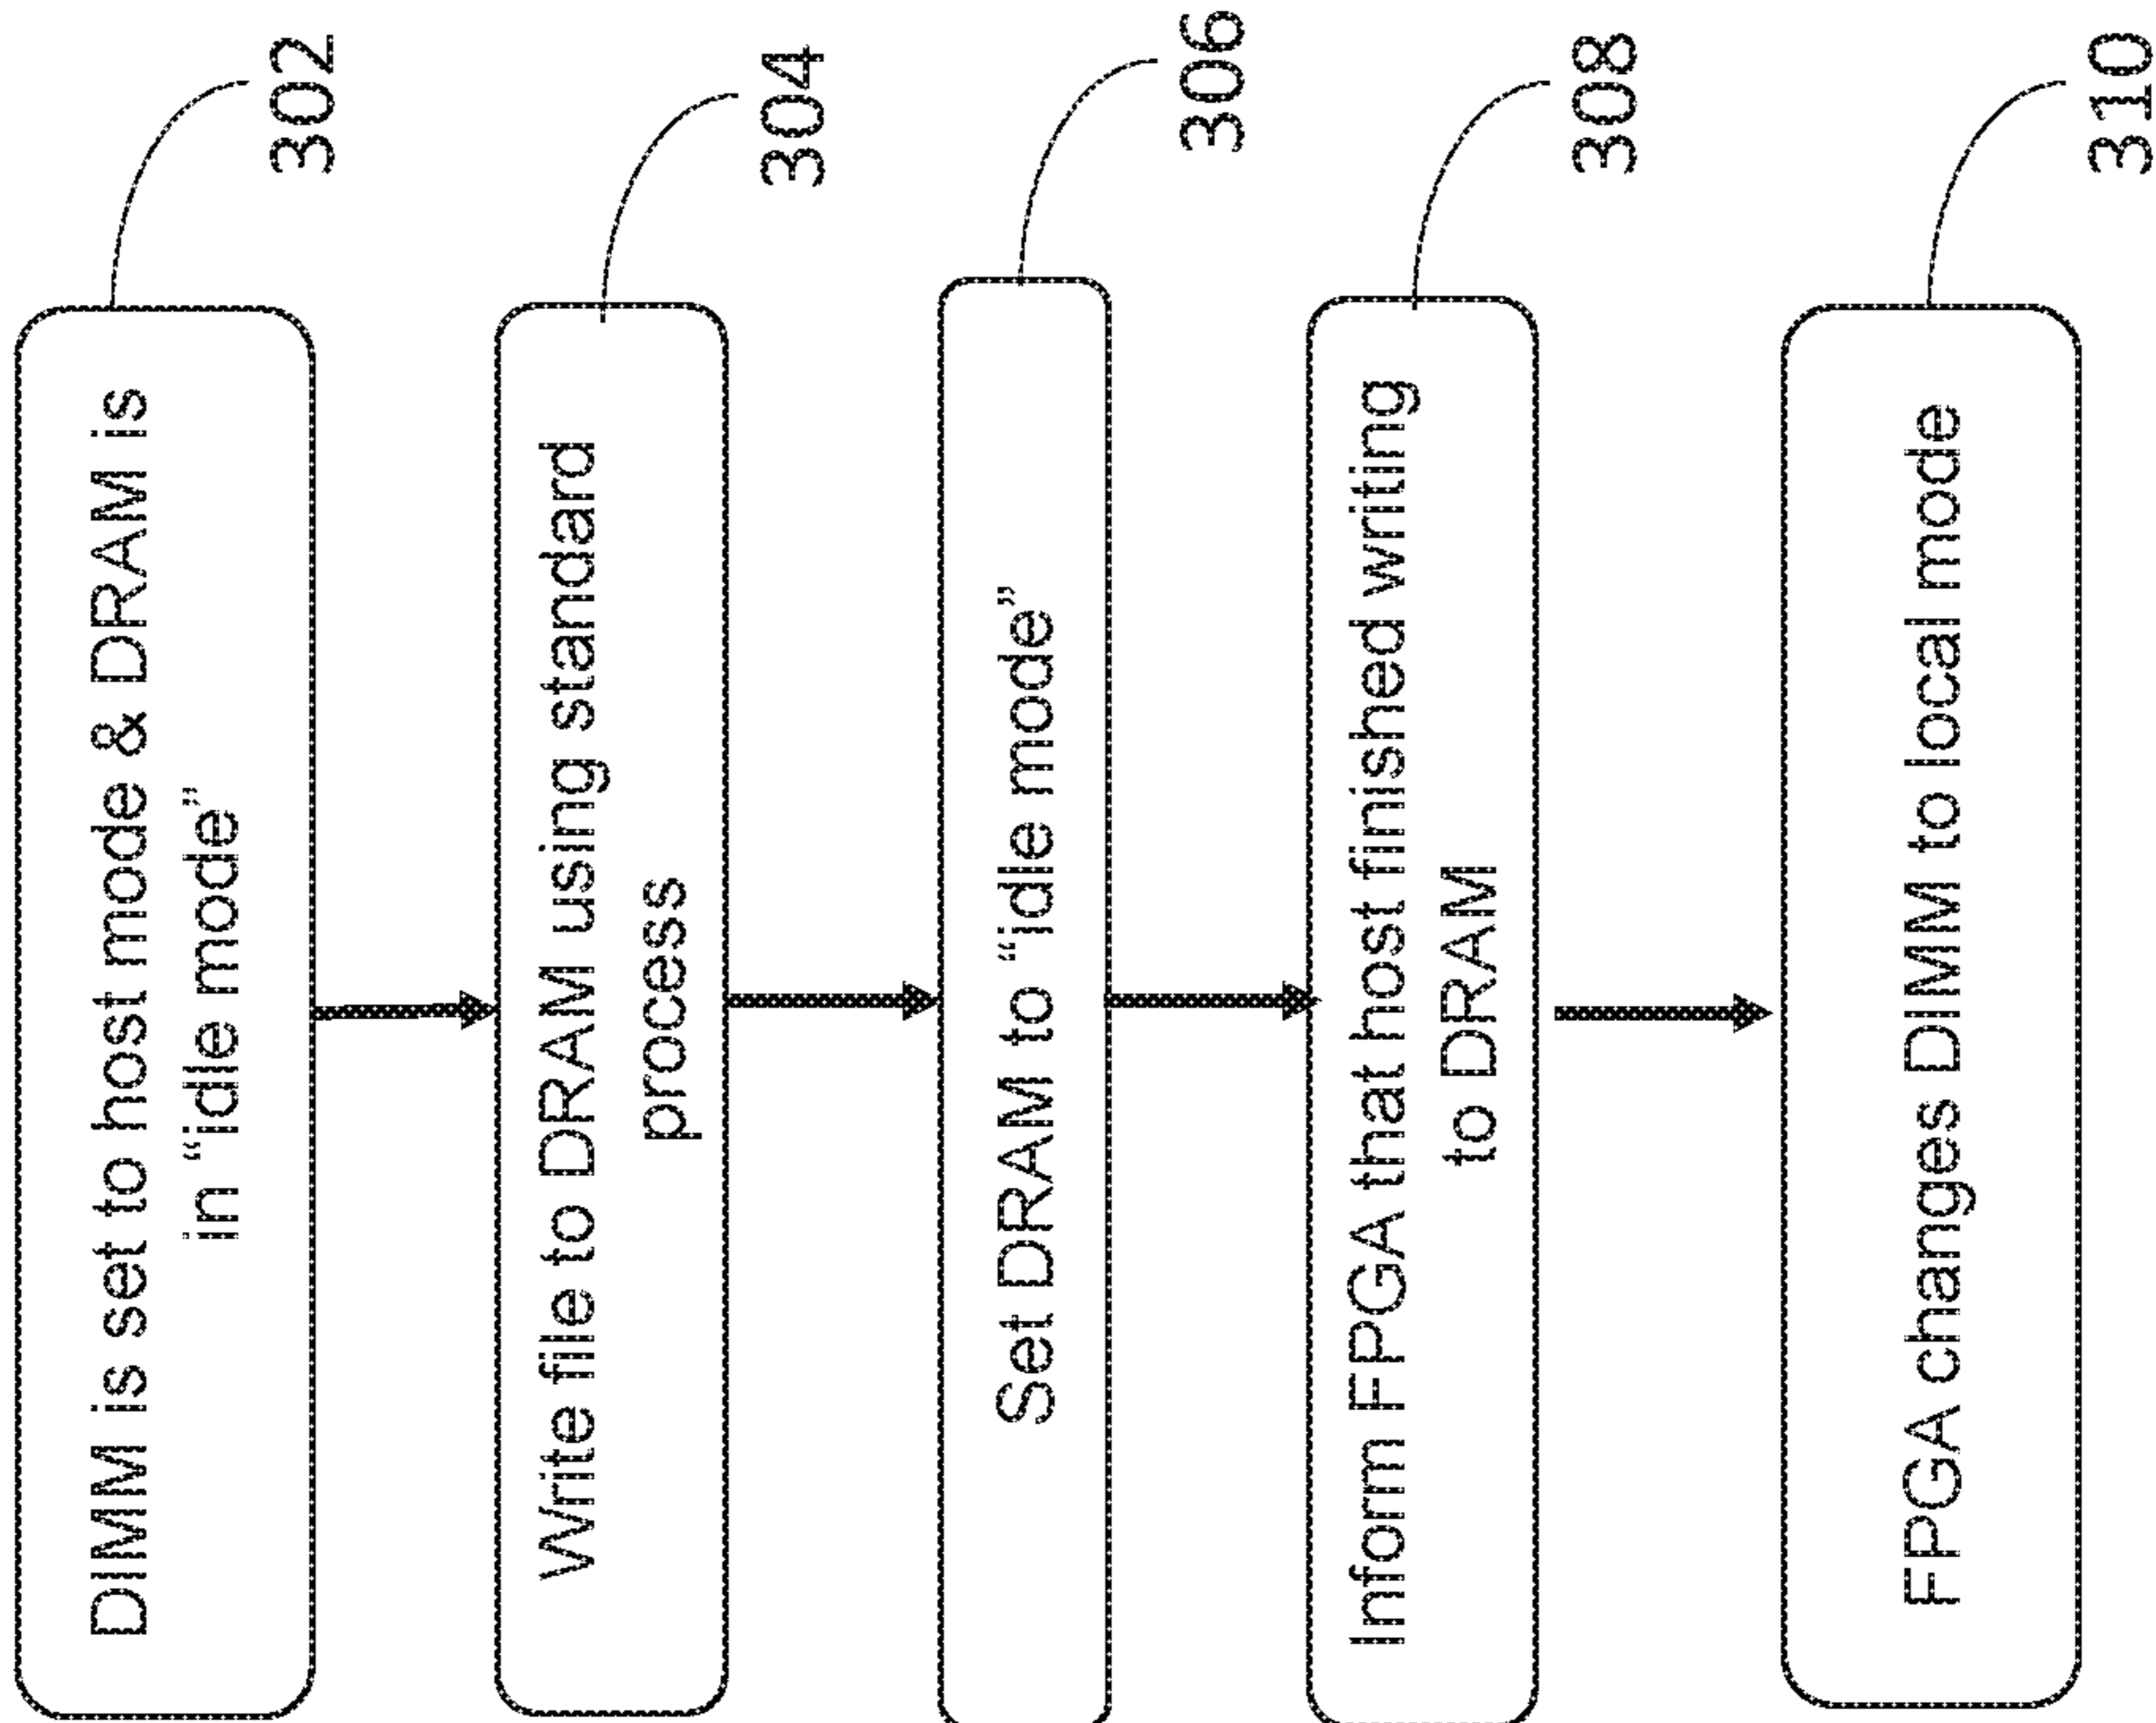 DIMM is set to host mode & DRAM is
in “idle mode”
302
Write file to DRAM using standard
process
304
Set DRAM to “idle mode”
306
Inform FPGA that host finished writing
to DRAM
308
FPGA changes DIMM to local mode
310